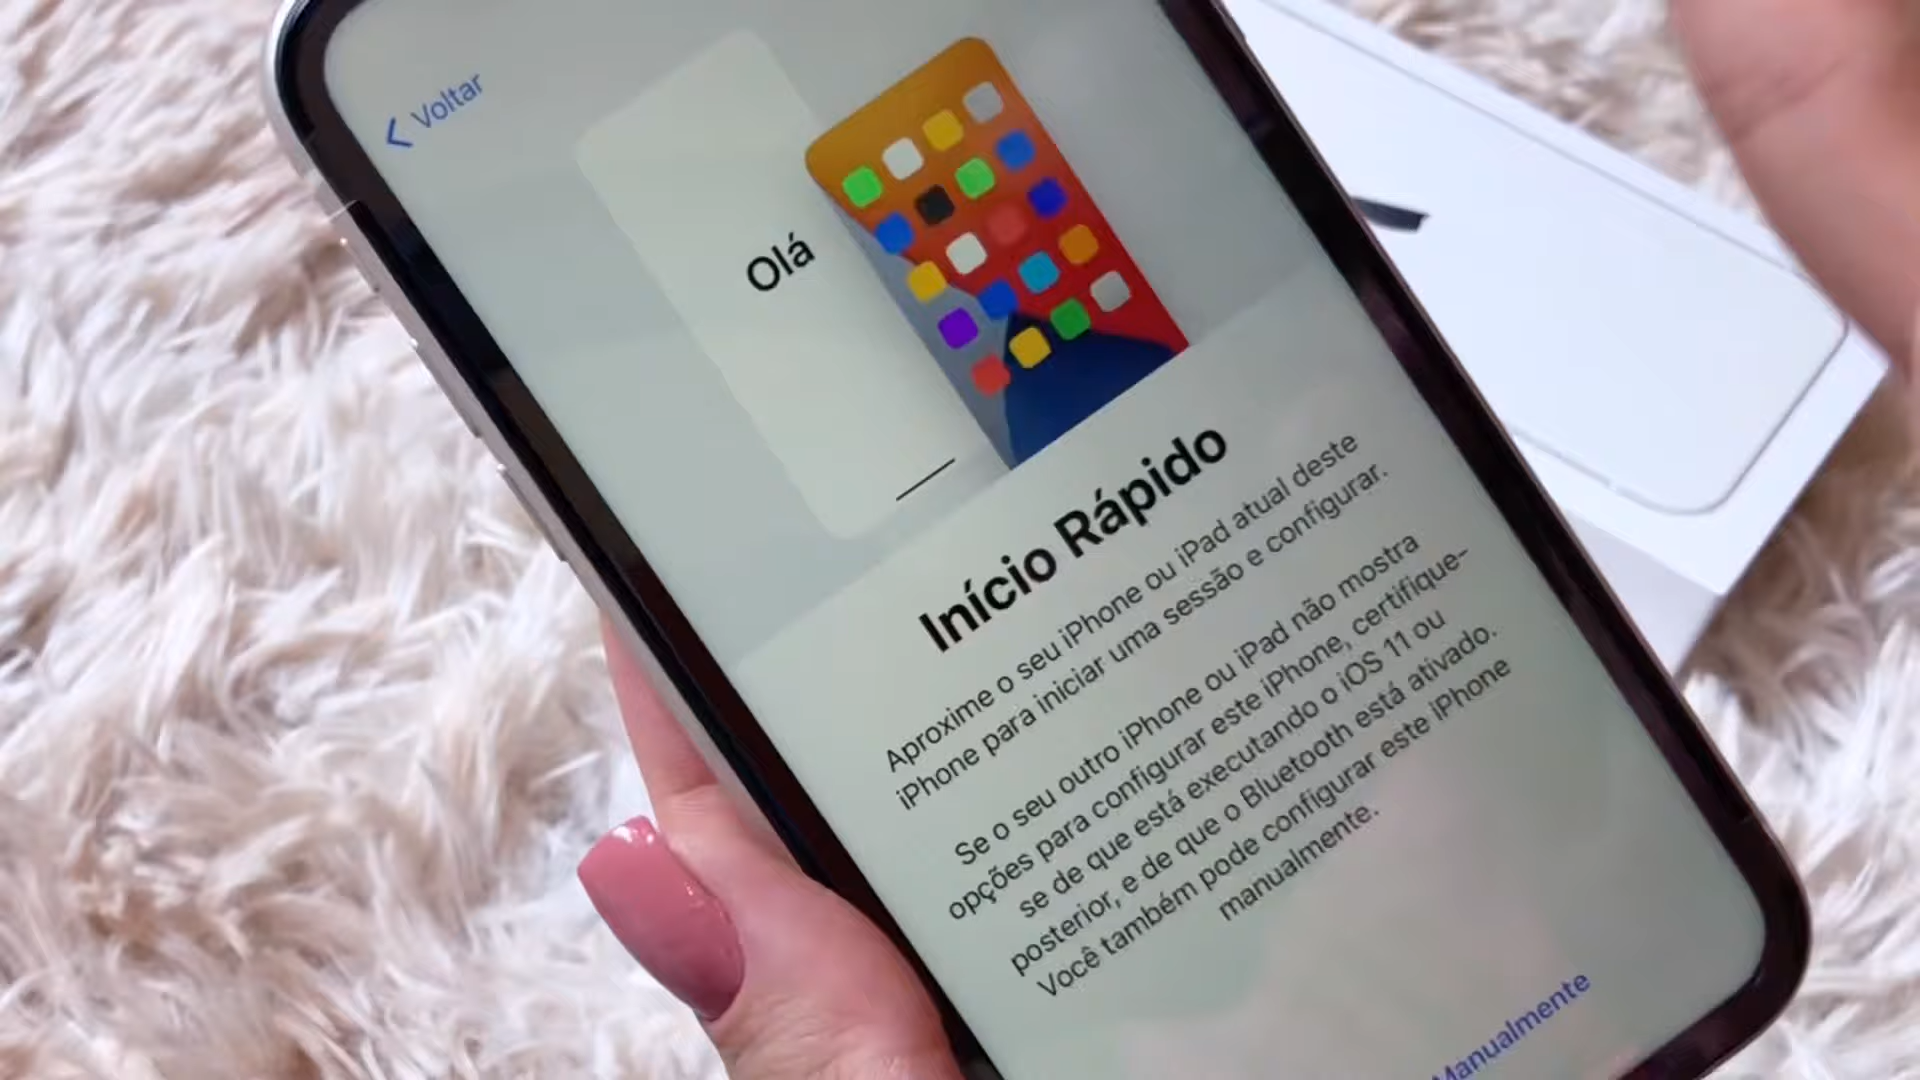 Voltar
Olá
Início Rápido
Aproxime o seu iPhone ou iPad atual deste
iPhone para iniciar uma sessão e configurar.
Se o seu outro iPhone ou iPad não mostra
opções para configurar este iPhone, certifique-
se de que está executando o iOS 11 ou
posterior, e de que o Bluetooth está ativado.
Você também pode configurar este iPhone
manualmente.
Manualmente